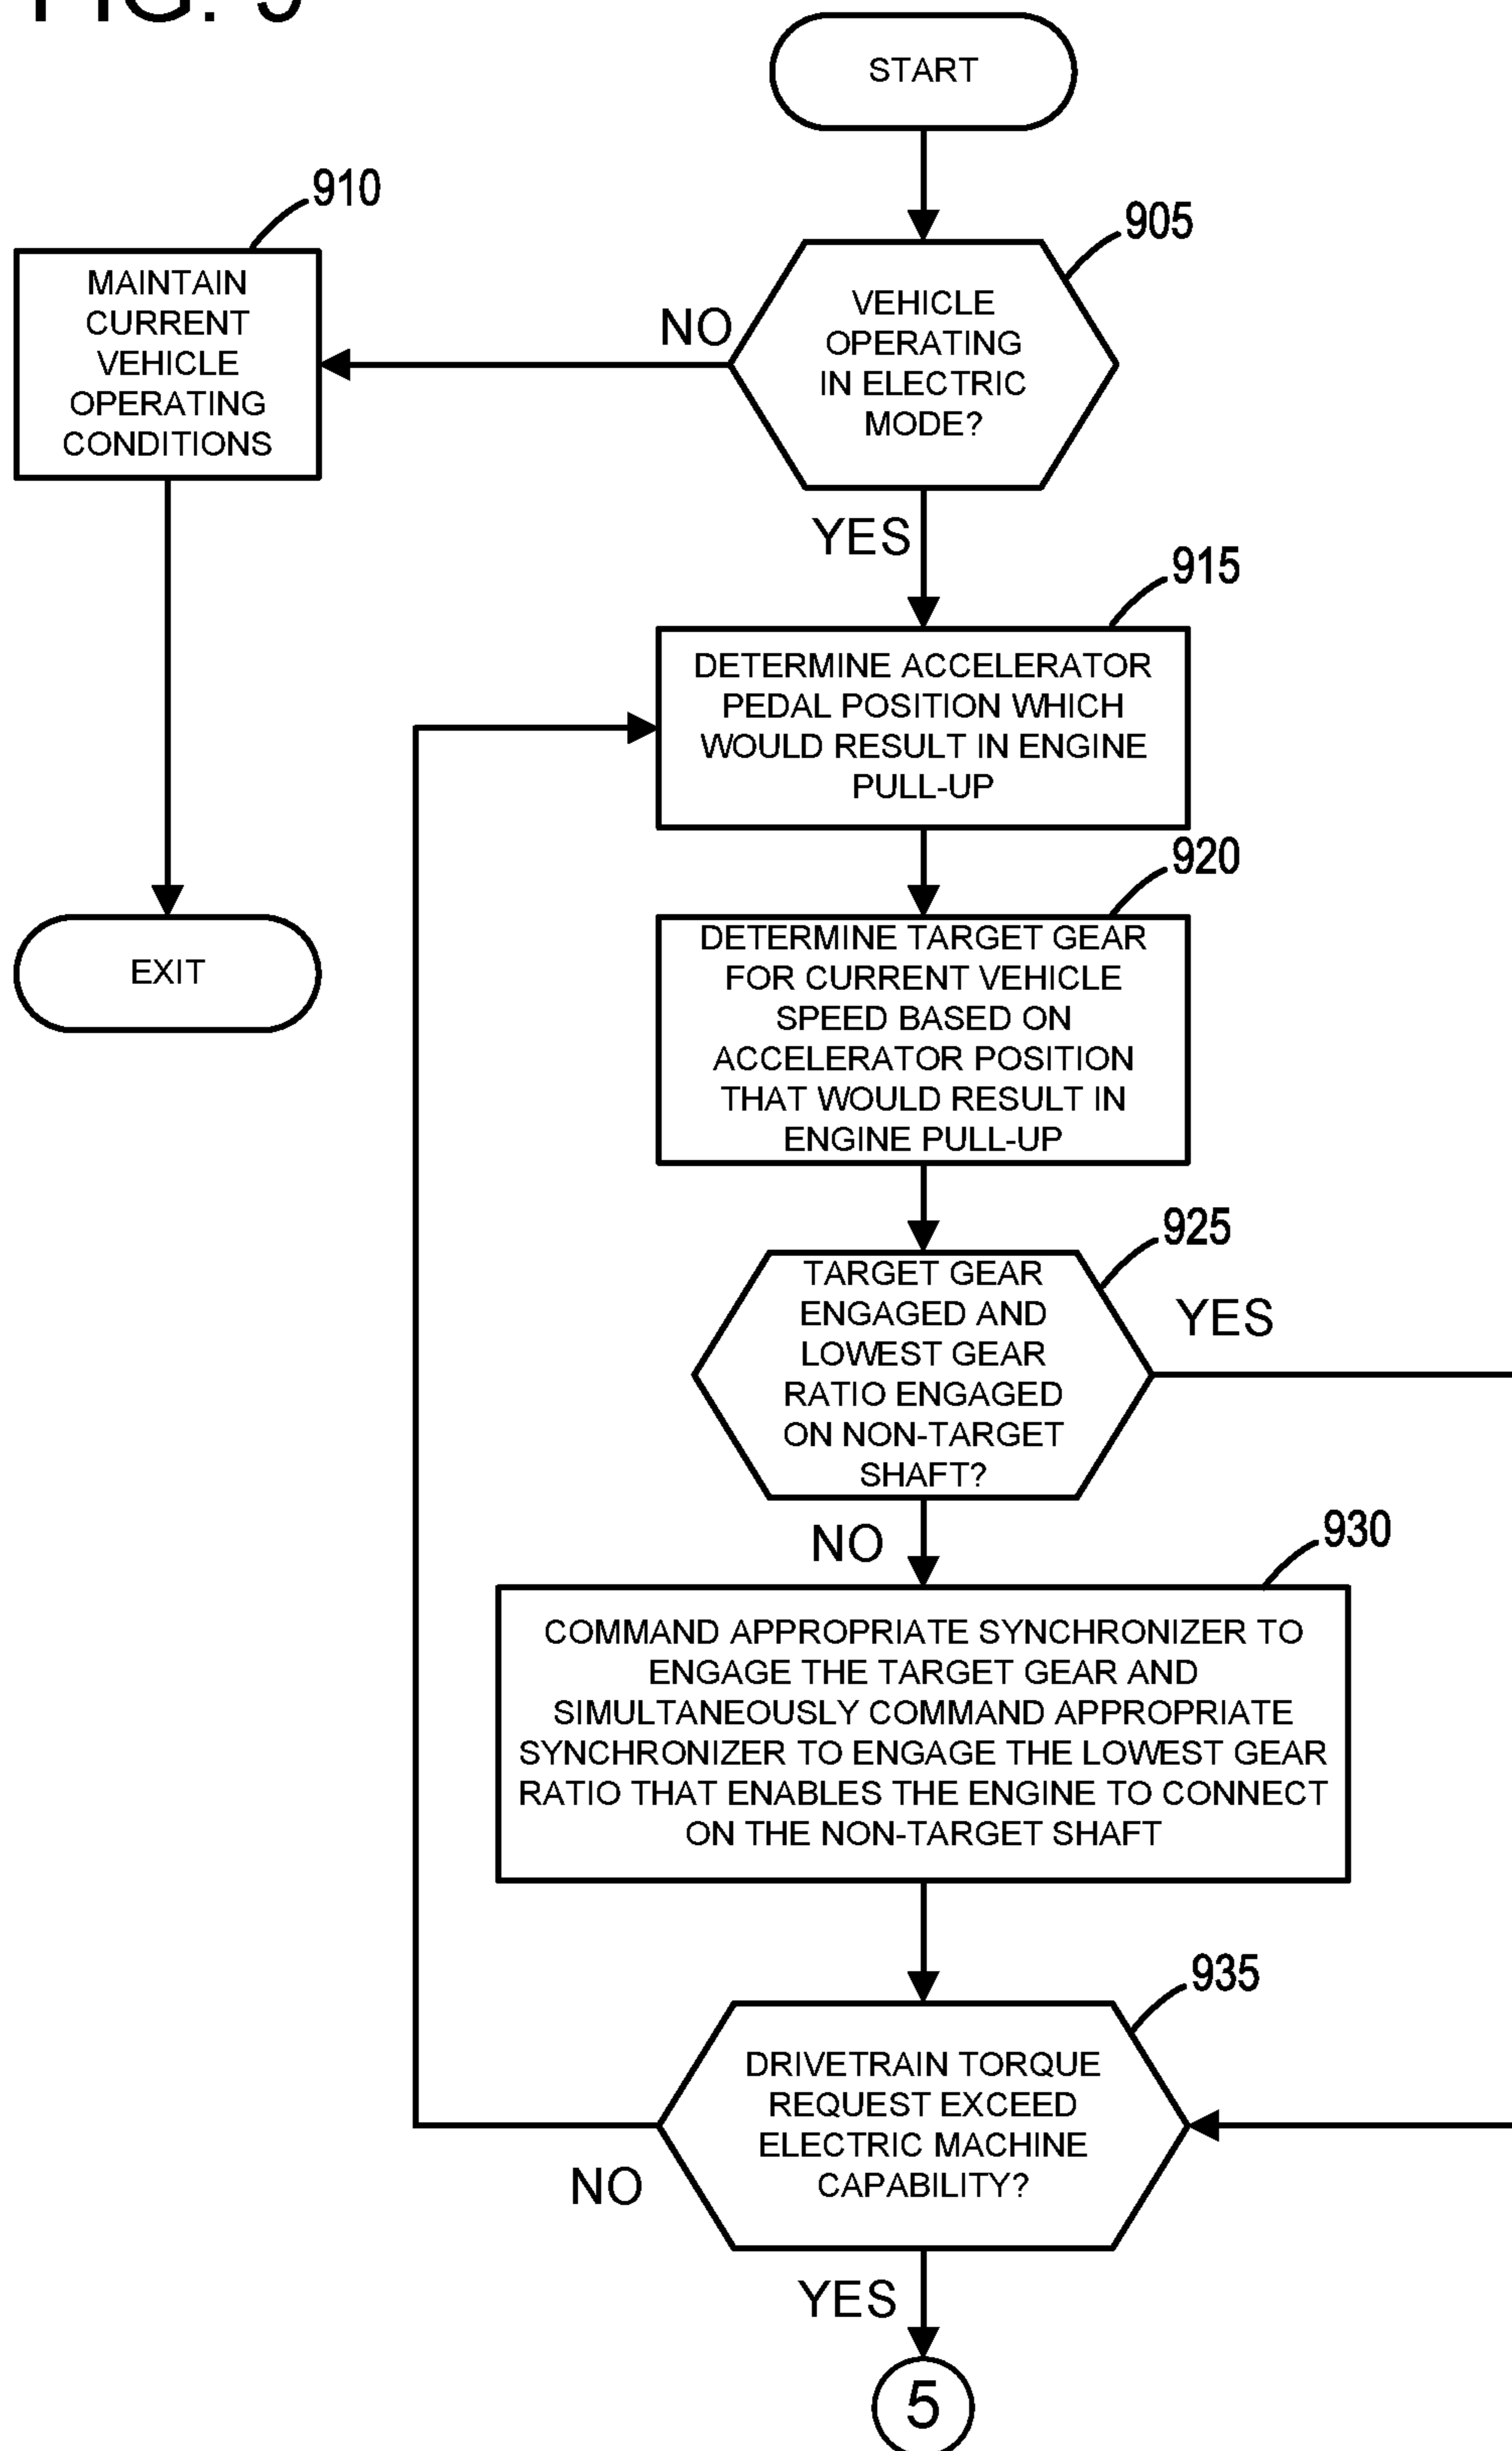 FIG. 9
START
910
905
MAINTAIN
CURRENT
VEHICLE
OPERATING
CONDITIONS
NO
VEHICLE
OPERATING
IN ELECTRIC
MODE?
YES
915
DETERMINE ACCELERATOR
PEDAL POSITION WHICH
WOULD RESULT IN ENGINE
PULL-UP
920
EXIT
DETERMINE TARGET GEAR
FOR CURRENT VEHICLE
SPEED BASED ON
ACCELERATOR POSITION
THAT WOULD RESULT IN
ENGINE PULL-UP
925
TARGET GEAR
ENGAGED AND
LOWEST GEAR
RATIO ENGAGED
ON NON-TARGET
SHAFT?
YES
NO
930
COMMAND APPROPRIATE SYNCHRONIZER TO
ENGAGE THE TARGET GEAR AND
SIMULTANEOUSLY COMMAND APPROPRIATE
SYNCHRONIZER TO ENGAGE THE LOWEST GEAR
RATIO THAT ENABLES THE ENGINE TO CONNECT
ON THE NON-TARGET SHAFT
935
DRIVETRAIN TORQUE
REQUEST EXCEED
ELECTRIC MACHINE
CAPABILITY?
NO
YES
5